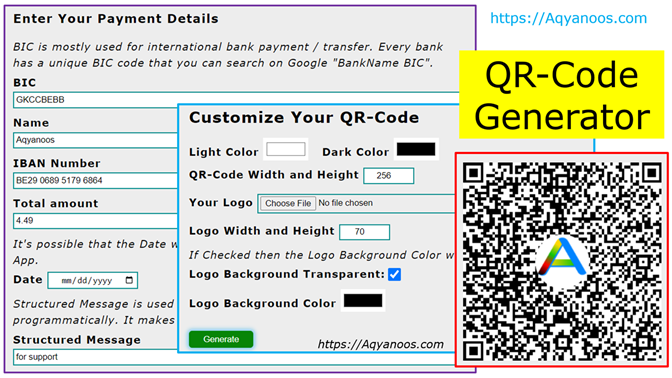 Enter Your Payment Details
BIC is mostly used for international bank payment / transfer. Every bank
has a unique BIC code that you can search on Google "BankName BIC".
BIC
GKCCBEBB
Name
Aqyanoos
IBAN Number
BE29 0689 5179 6864
Total amount
4.49
It's possible that the Date w
App.
Date mm/dd/yyyy
Structured Message is used
programmatically. It makes
Structured Message
for support
Customize Your QR-Code
Light Color Dark Color
QR-Code Width and Height 256
Your Logo Choose File No file chosen
Logo Width and Height 70
If Checked then the Logo Background Color w
Logo Background Transparent:
Logo Background Color
Generate
https://Aqyanoos.com
https://Aqyanoos.com
QR-Code
Generator